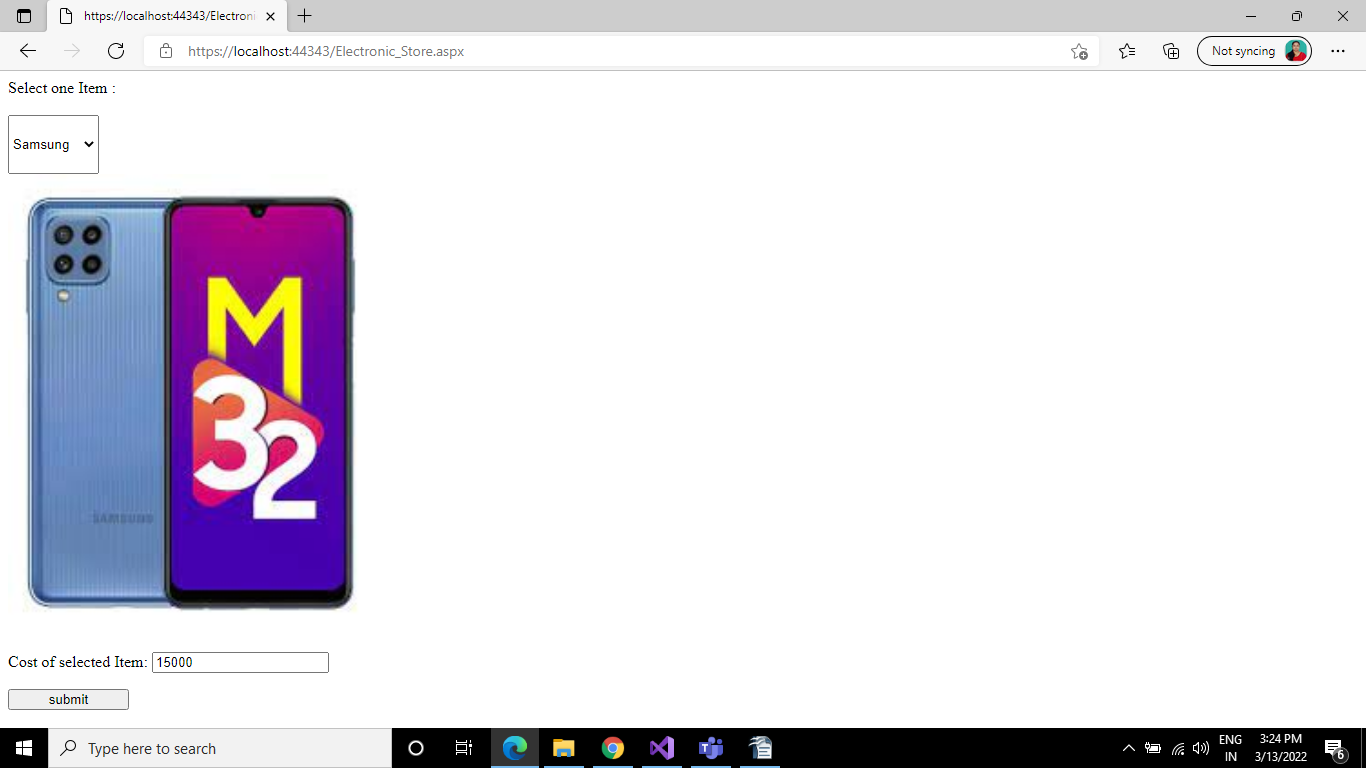 https://localhost:44343/Electroni
Not syncing
https://localhost:44343/Electronic_Store.aspx
Select one Item :
Samsung
M
32
SAMSUNG
Cost of selected Item: 15000
submit
Type here to search
ENG
IN
3:24 PM
3/13/2022
6